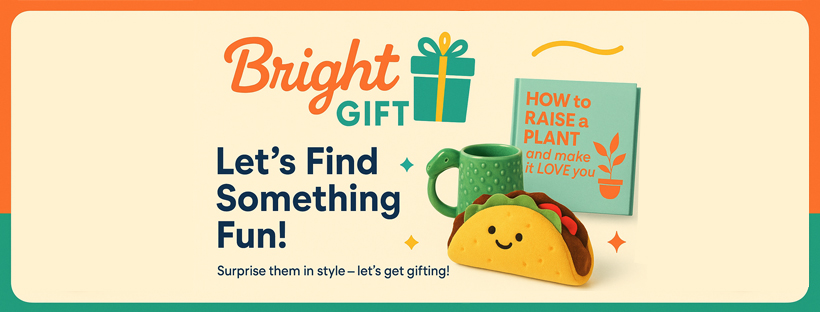 Bright
GIFT
Let's Find
Something
Fun!
Surprise them in style – let's get gifting!
HOW to
RAISE a
PLANT
and make
it LOVE you